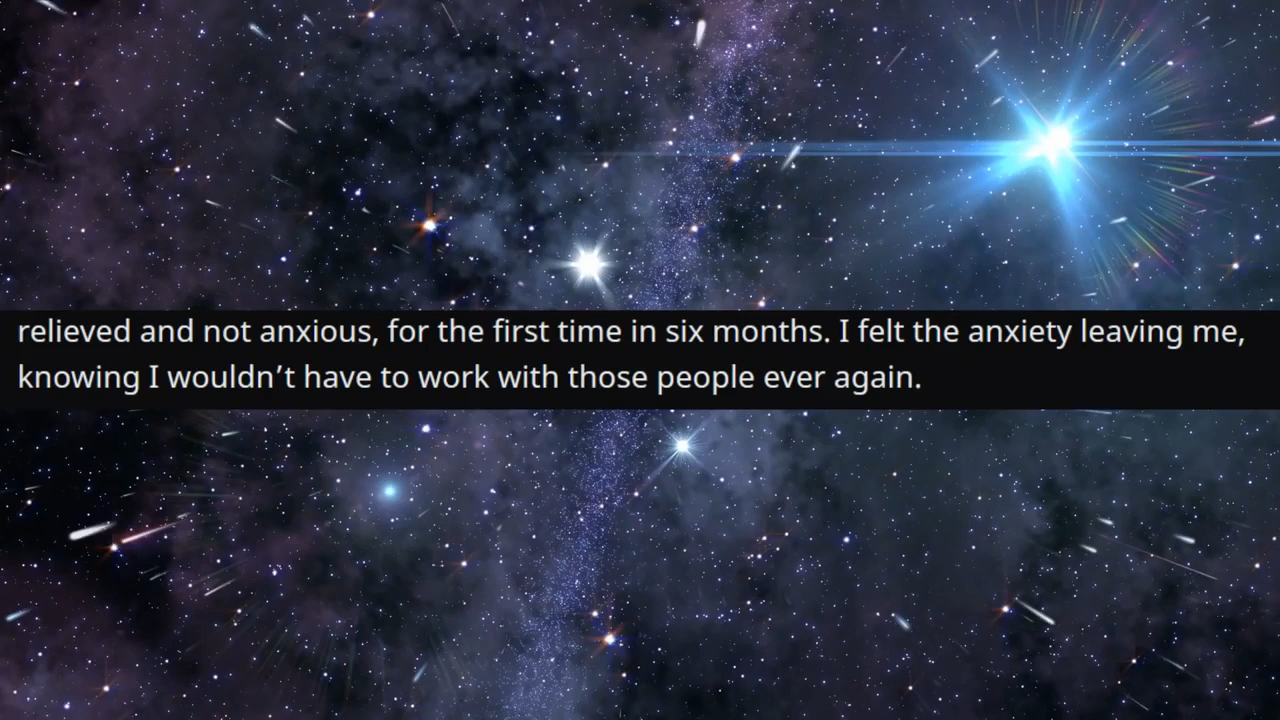 relieved and not anxious, for the first time in six months. I felt the anxiety leaving me,
knowing I wouldn’t have to work with those people ever again.